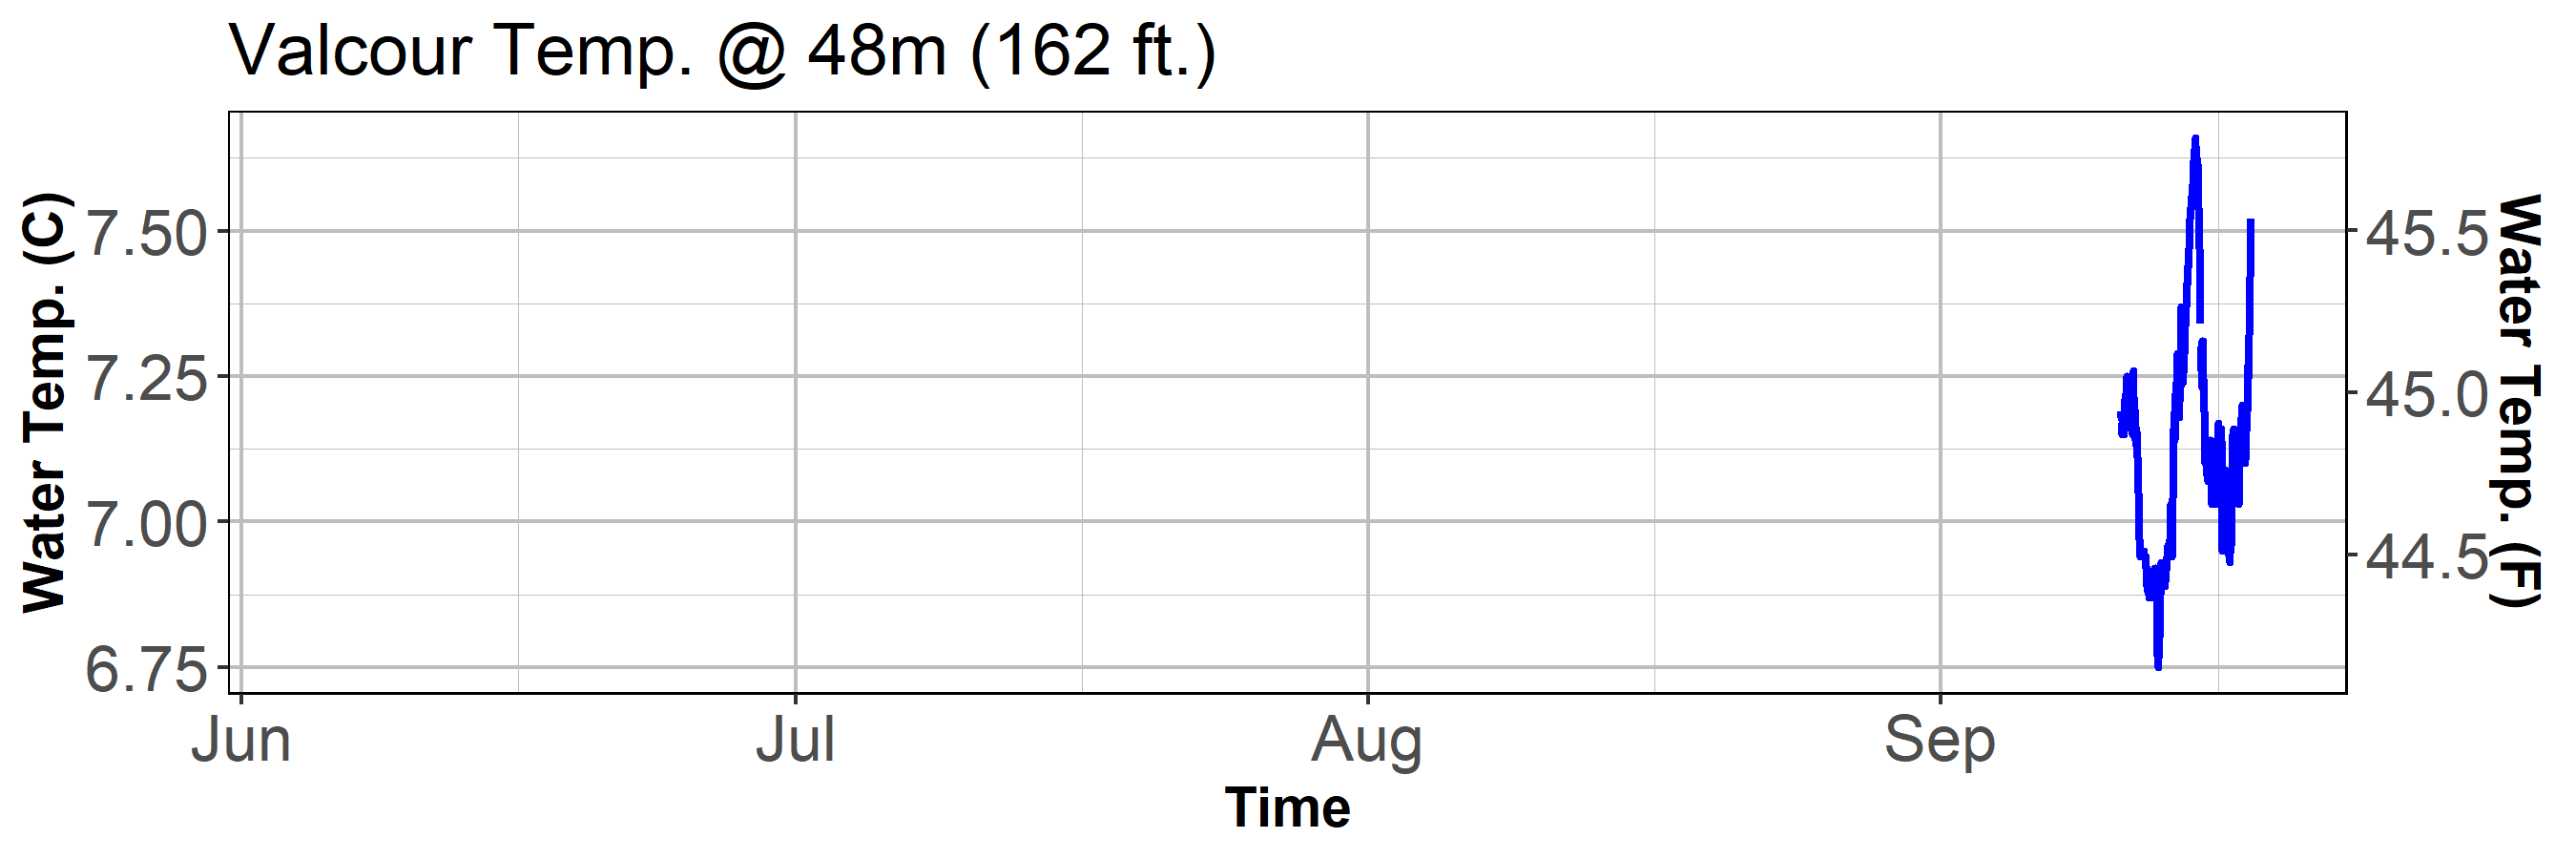 Valcour Temp. @ 48m (162 ft.)
Water Temp. (C)
7.50
7.25
7.00
6.75
45.5
45.0
44.5
Water Temp. (F)
Jun Jul Aug Sep
Time